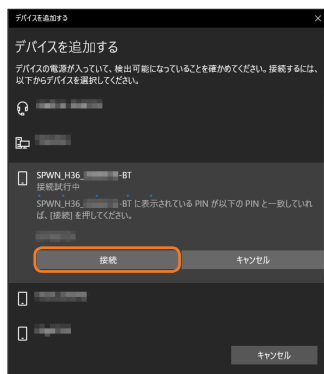 デバイスを追加する
デバイスを追加する
デバイスの電源が入っていて、検出可能になっていることを確かめてください。接続するには、
以下からデバイスを選択してください。
SPWN_H36_ -BT
接続試行中
SPWN_H36_ -BT に表示されている PIN が以下の PIN と一致していれ
ば、[接続] を押してください。
接続
キャンセル
キャンセル